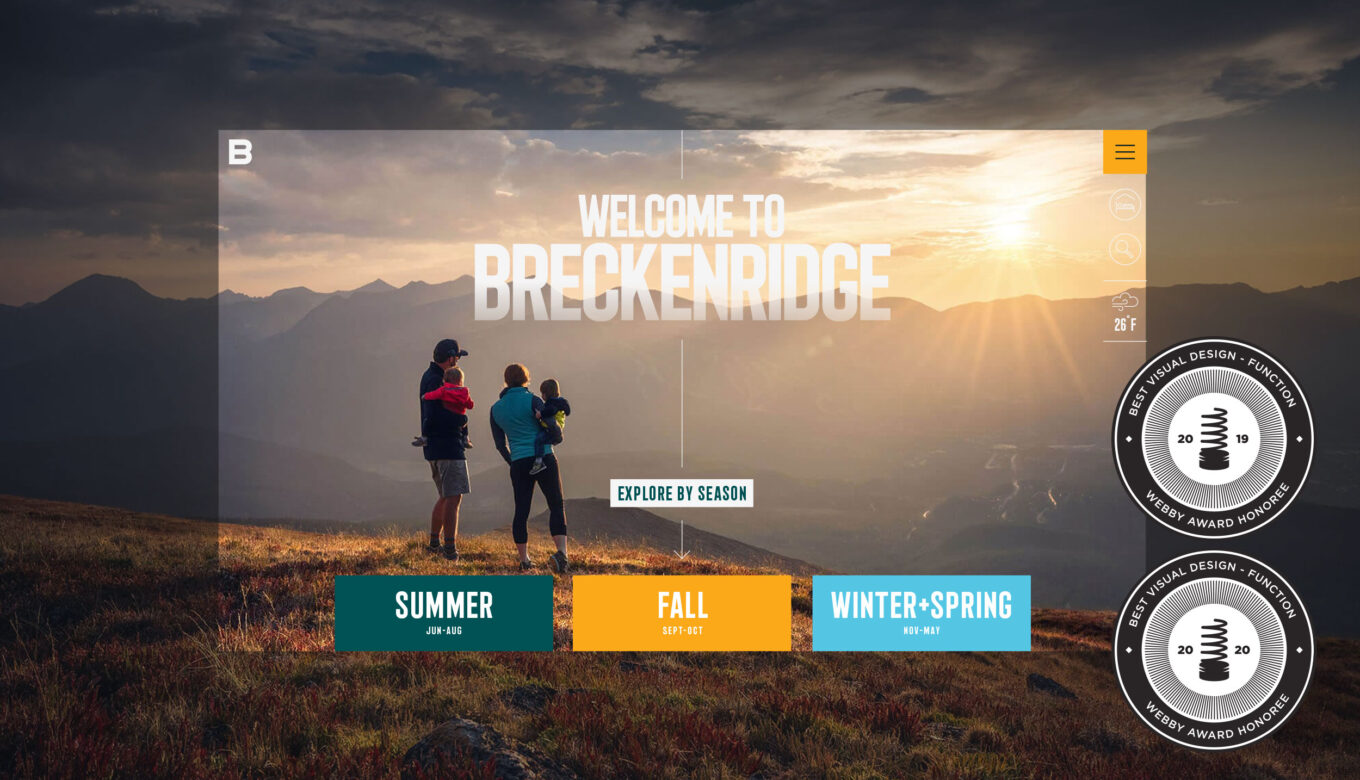 B
WELCOME TO
BRECKENRIDGE
26°F
EXPLORE BY SEASON
SUMMER
JUN-AUG
FALL
SEPT-OCT
WINTER+SPRING
NOV-MAY
BEST VISUAL DESIGN - FUNCTION
20 19
WEBBY AWARD HONOREE
BEST VISUAL DESIGN - FUNCTION
20 20
WEBBY AWARD HONOREE